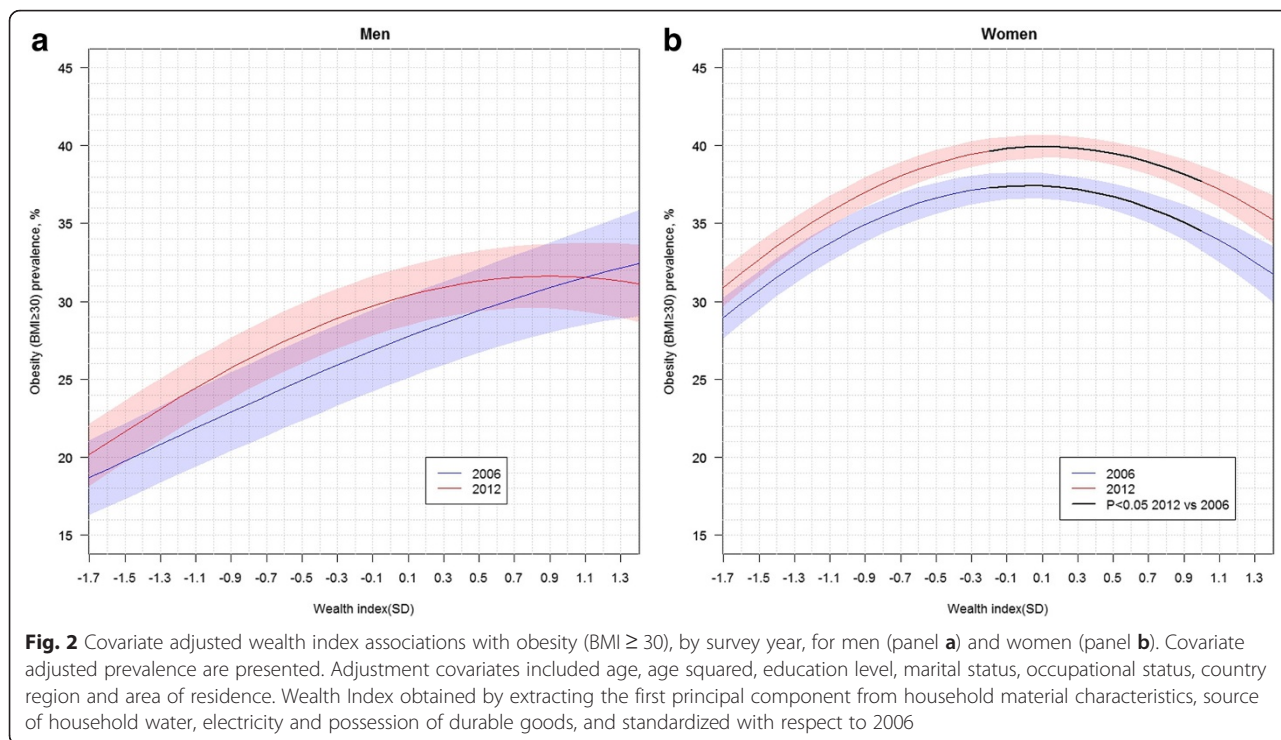 a
Men
Obesity (BMI≥30) prevalence, %
45
40
35
30
25
20
15
2006
2012
-1.7 -1.5 -1.3 -1.1 -0.9 -0.7 -0.5 -0.3 -0.1 0.1 0.3 0.5 0.7 0.9 1.1 1.3
Wealth index(SD)
b
Women
Obesity (BMI≥30) prevalence, %
45
40
35
30
25
20
15
2006
2012
P<0.05 2012 vs 2006
-1.7 -1.5 -1.3 -1.1 -0.9 -0.7 -0.5 -0.3 -0.1 0.1 0.3 0.5 0.7 0.9 1.1 1.3
Wealth index(SD)
Fig. 2 Covariate adjusted wealth index associations with obesity (BMI ≥ 30), by survey year, for men (panel a) and women (panel b). Covariate
adjusted prevalence are presented. Adjustment covariates included age, age squared, education level, marital status, occupational status, country
region and area of residence. Wealth Index obtained by extracting the first principal component from household material characteristics, source
of household water, electricity and possession of durable goods, and standardized with respect to 2006